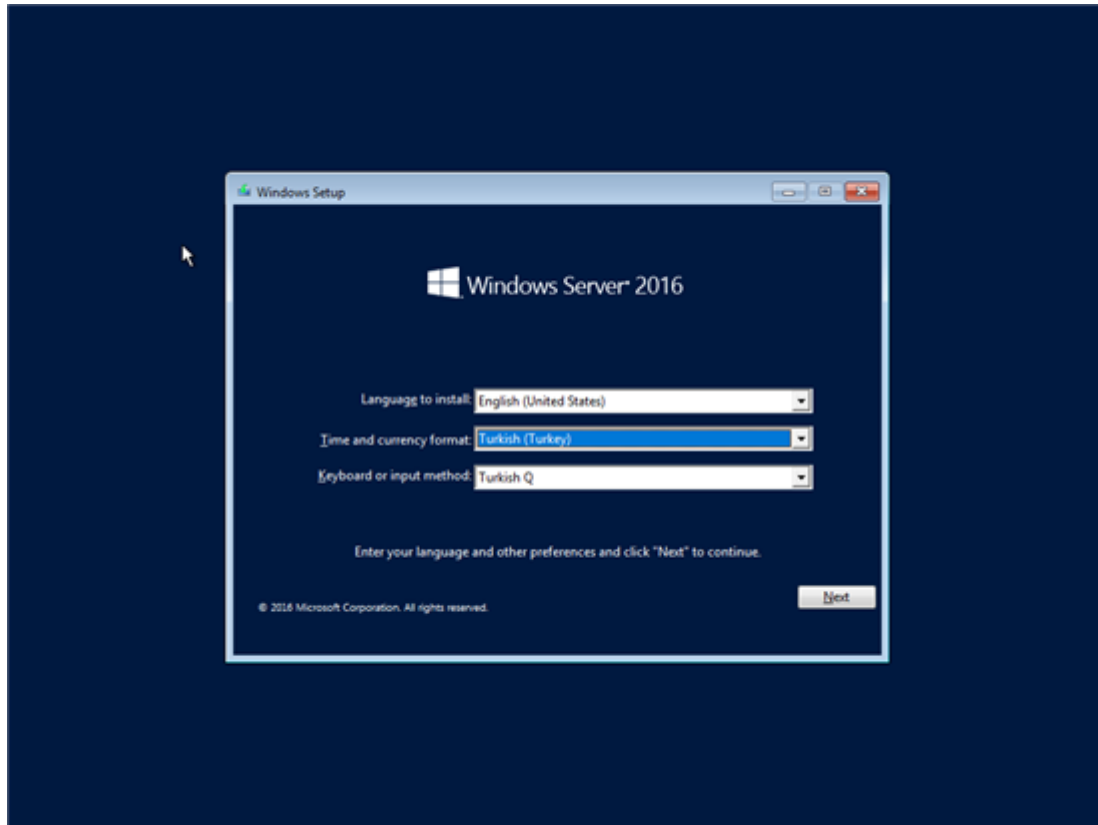 Windows Setup
Windows Server® 2016
Language to install: English (United States)
Time and currency format: Turkish (Turkey)
Keyboard or input method: Turkish Q
Enter your language and other preferences and click "Next" to continue.
Next
© 2016 Microsoft Corporation. All rights reserved.